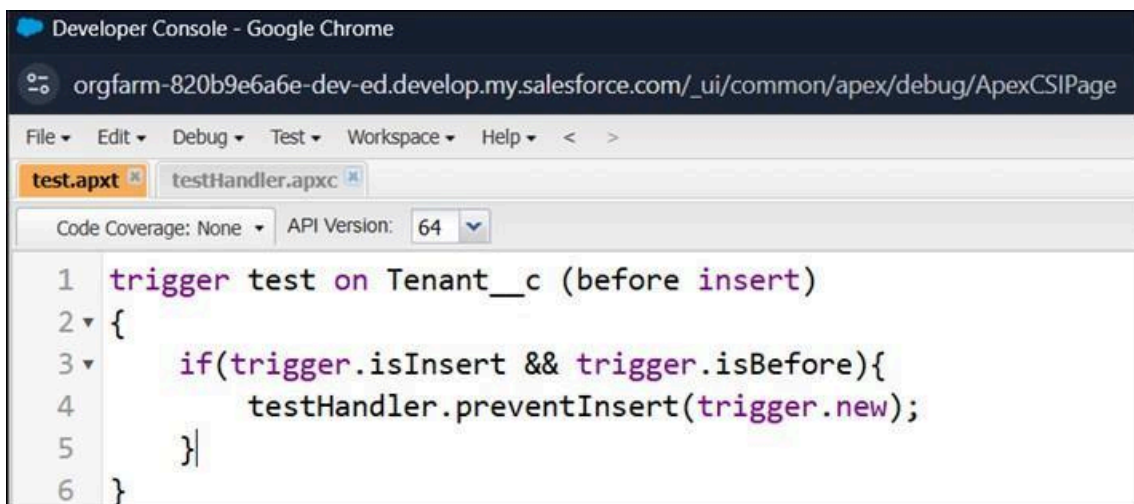 Developer Console - Google Chrome
orgfarm-820b9e6a6e-dev-ed.develop.my.salesforce.com/_ui/common/apex/debug/ApexCSIPage
File Edit Debug Test Workspace Help < >
test.apxt testHandler.apxc
Code Coverage: None API Version: 64
1 trigger test on Tenant__c (before insert)
2 {
3 if(trigger.isInsert && trigger.isBefore){
4 testHandler.preventInsert(trigger.new);
5 }
6 }